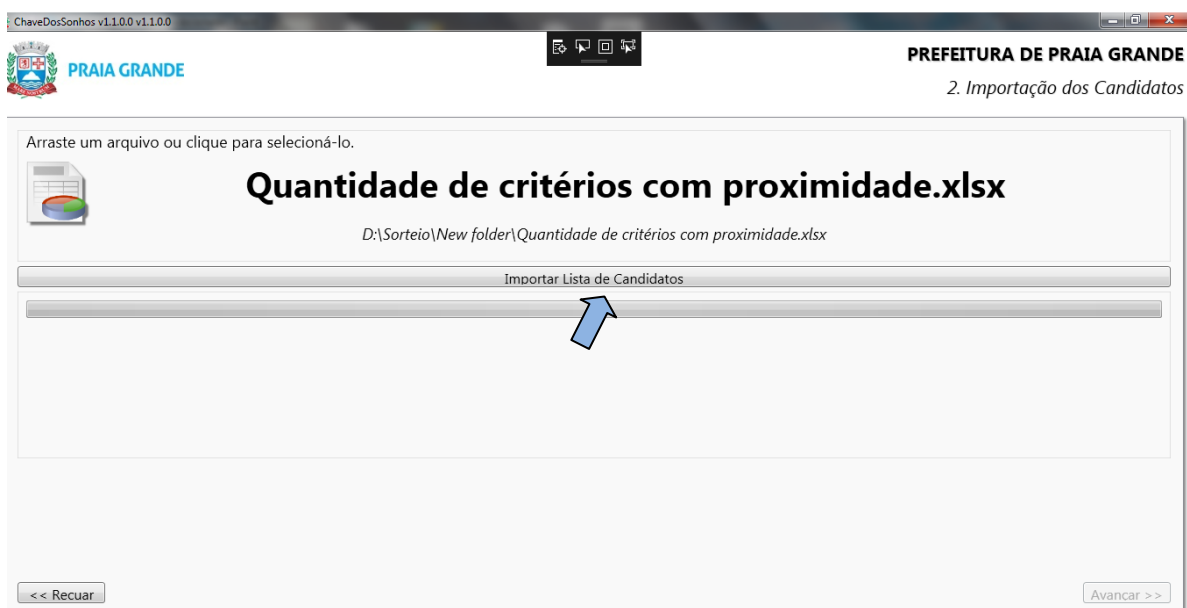 ChaveDosSonhos v1.1.0.0 v1.1.0.0
PRAIA GRANDE
PREFEITURA DE PRAIA GRANDE
2. Importação dos Candidatos
Arraste um arquivo ou clique para selecioná-lo.
Quantidade de critérios com proximidade.xlsx
D:\Sorteio\New folder\Quantidade de critérios com proximidade.xlsx
Importar Lista de Candidatos
<< Recuar
Avançar >>